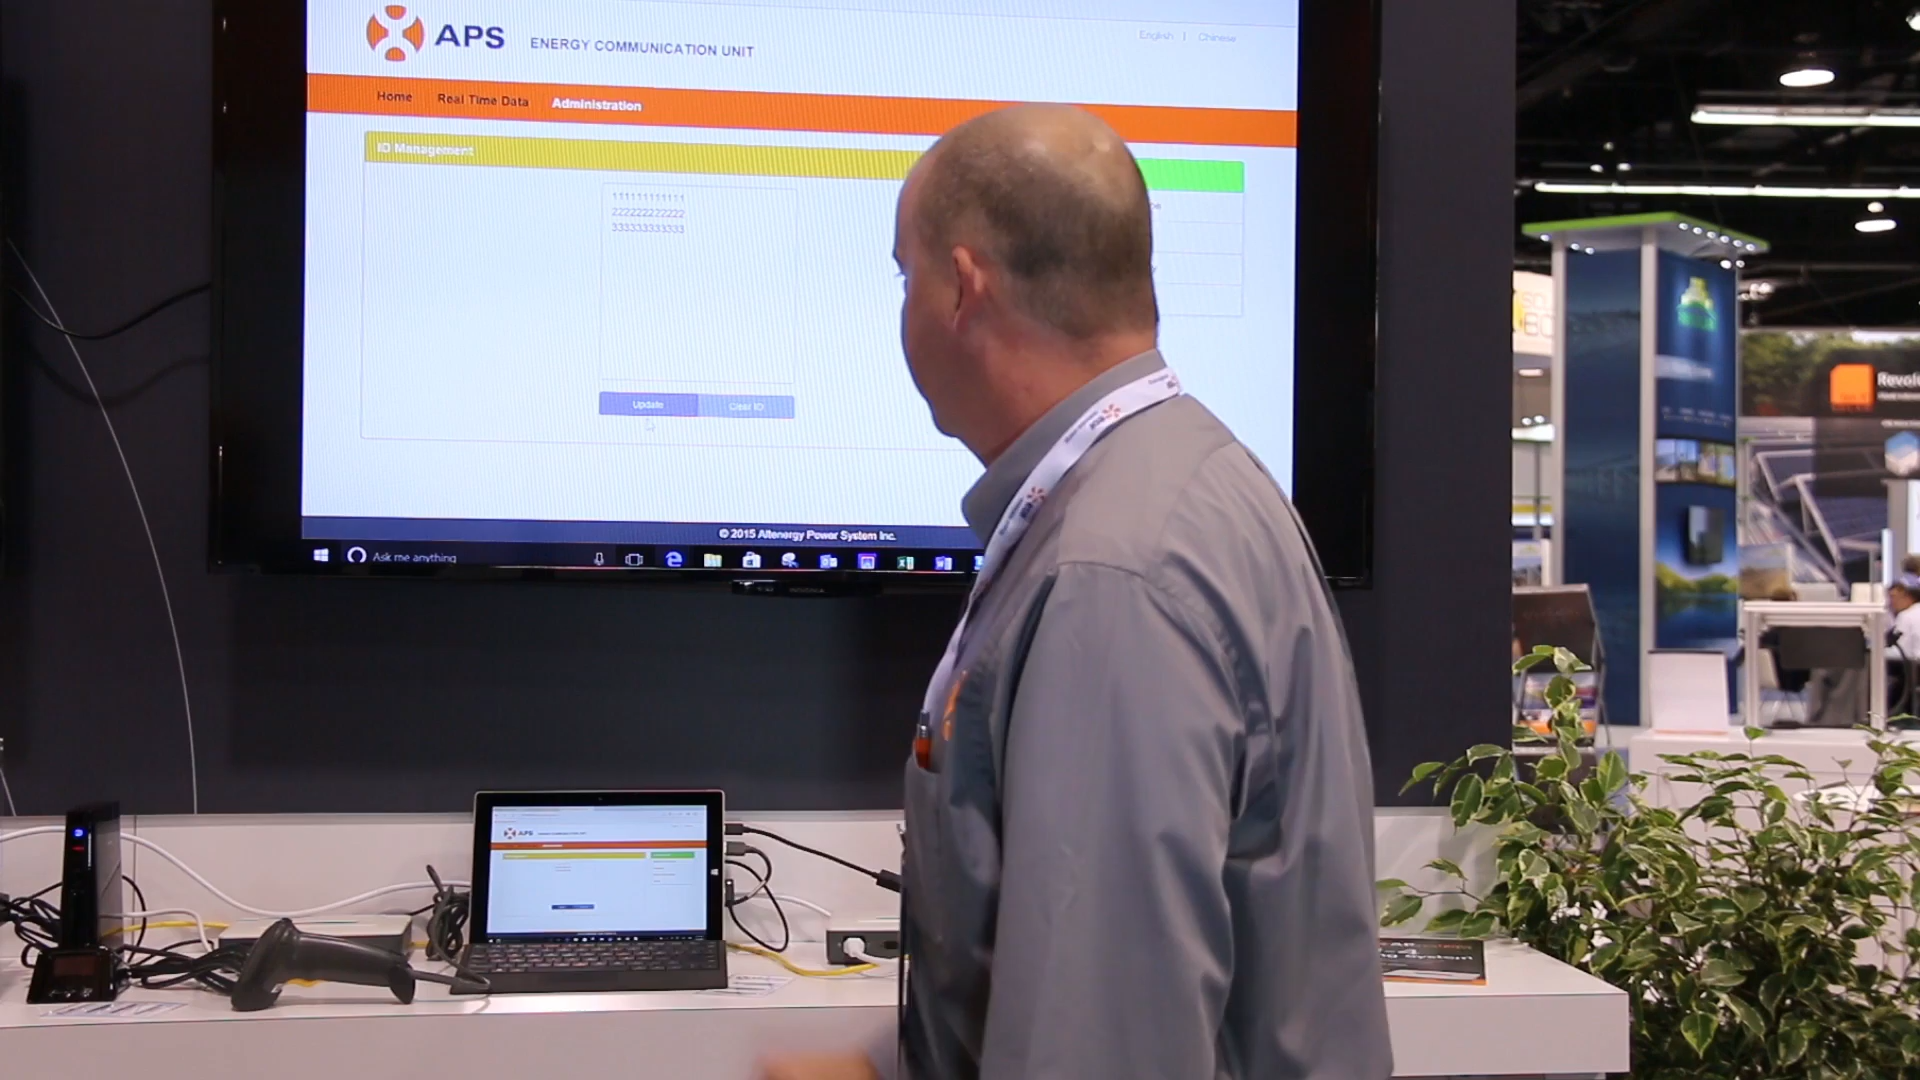 APS
ENERGY COMMUNICATION UNIT
English | Chinese
Home Real Time Data Administration
ID Management
111111111111
222222222222
333333333333
Update Clear ID
© 2015 Altenergy Power System Inc.
Ask me anything
APS